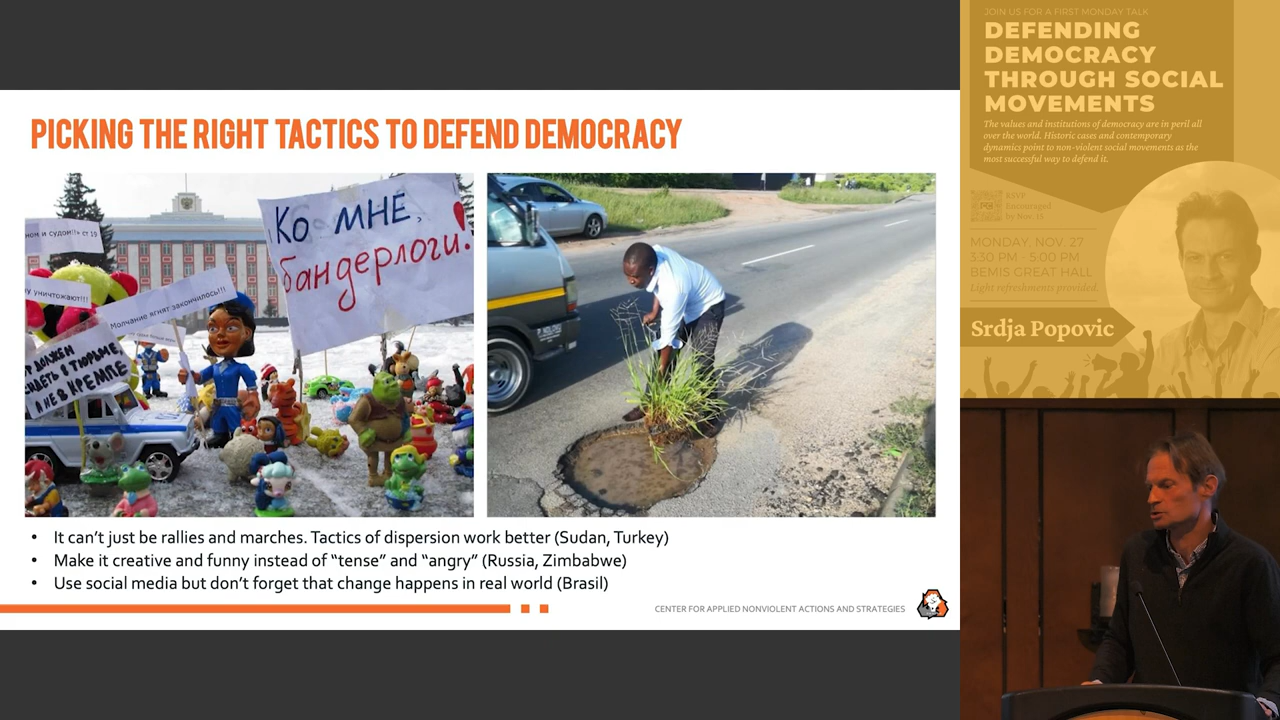 PICKING THE RIGHT TACTICS TO DEFEND DEMOCRACY
ном и судом!!» ст 19
у уничтожают!!!
Молчание ягнят закончилось!!!
Ко мне,
бандерлоги!
ДОЛЖЕН
В ТЮРЬМЕ,
А НЕ В КРЕМЛЕ
• It can't just be rallies and marches. Tactics of dispersion work better (Sudan, Turkey)
• Make it creative and funny instead of "tense" and "angry" (Russia, Zimbabwe)
• Use social media but don't forget that change happens in real world (Brasil)
CENTER FOR APPLIED NONVIOLENT ACTIONS AND STRATEGIES
JOIN US FOR A FIRST MONDAY TALK
DEFENDING
DEMOCRACY
THROUGH SOCIAL
MOVEMENTS
The values and institutions of democracy are in peril all
over the world. Historic cases and contemporary
dynamics point to non-violent social movements as the
most successful way to defend it.
RSVP
Encouraged
by Nov. 15
MONDAY, NOV. 27
3:30 PM - 5:00 PM
BEMIS GREAT HALL
Light refreshments provided.
Srdja Popovic